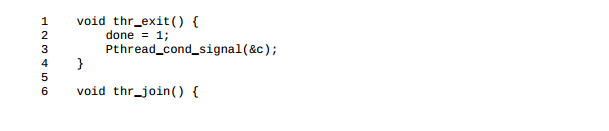 1 void thr_exit() {
2 done = 1;
3 Pthread_cond_signal(&c);
4 }
5
6 void thr_join() {